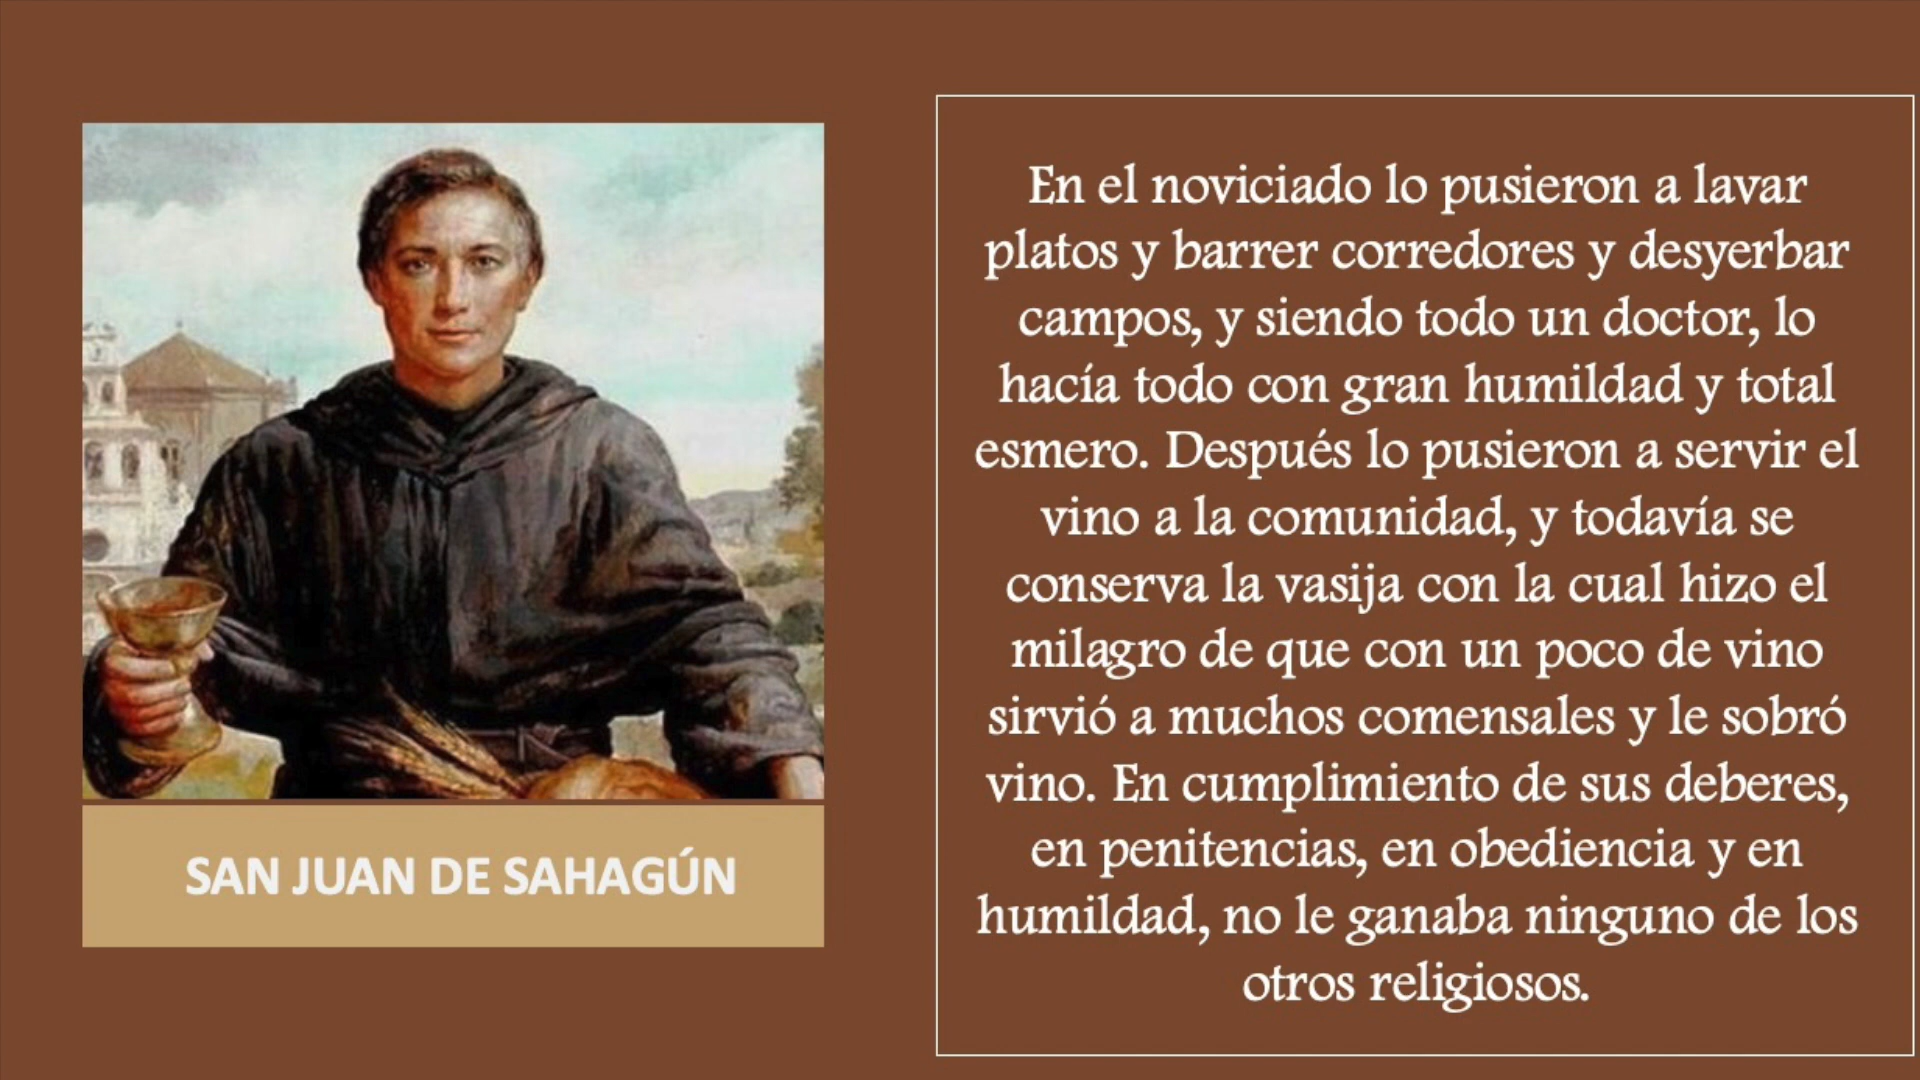 SAN JUAN DE SAHAGÚN
En el noviciado lo pusieron a lavar
platos y barrer corredores y desyerbar
campos, y siendo todo un doctor, lo
hacía todo con gran humildad y total
esmero. Después lo pusieron a servir el
vino a la comunidad, y todavía se
conserva la vasija con la cual hizo el
milagro de que con un poco de vino
sirvió a muchos comensales y le sobró
vino. En cumplimiento de sus deberes,
en penitencias, en obediencia y en
humildad, no le ganaba ninguno de los
otros religiosos.